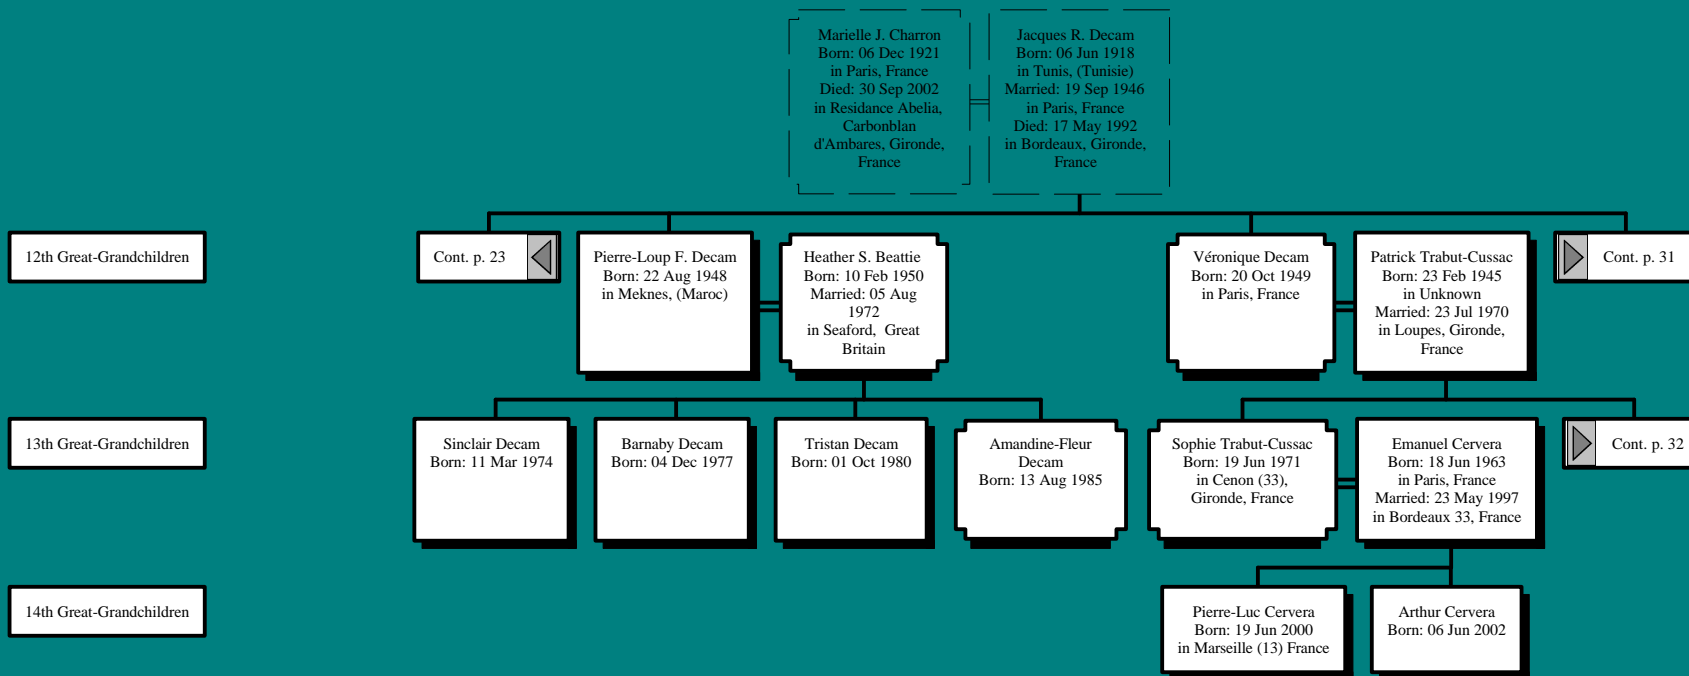 Marielle J. Charron
Born: 06 Dec 1921
in Paris, France
Died: 30 Sep 2002
in Residance Abelia,
Carbonblan
d'Ambares, Gironde,
France
Jacques R. Decam
Born: 06 Jun 1918
in Tunis, (Tunisie)
Married: 19 Sep 1946
in Paris, France
Died: 17 May 1992
in Bordeaux, Gironde,
France
12th Great-Grandchildren
Cont. p. 23
Pierre-Loup F. Decam
Born: 22 Aug 1948
in Meknes, (Maroc)
Heather S. Beattie
Born: 10 Feb 1950
Married: 05 Aug
1972
in Seaford, Great
Britain
Véronique Decam
Born: 20 Oct 1949
in Paris, France
Patrick Trabut-Cussac
Born: 23 Feb 1945
in Unknown
Married: 23 Jul 1970
in Loupes, Gironde,
France
Cont. p. 31
13th Great-Grandchildren
Sinclair Decam
Born: 11 Mar 1974
Barnaby Decam
Born: 04 Dec 1977
Tristan Decam
Born: 01 Oct 1980
Amandine-Fleur
Decam
Born: 13 Aug 1985
Sophie Trabut-Cussac
Born: 19 Jun 1971
in Cenon (33),
Gironde, France
Emanuel Cervera
Born: 18 Jun 1963
in Paris, France
Married: 23 May 1997
in Bordeaux 33, France
Cont. p. 32
14th Great-Grandchildren
Pierre-Luc Cervera
Born: 19 Jun 2000
in Marseille (13) France
Arthur Cervera
Born: 06 Jun 2002